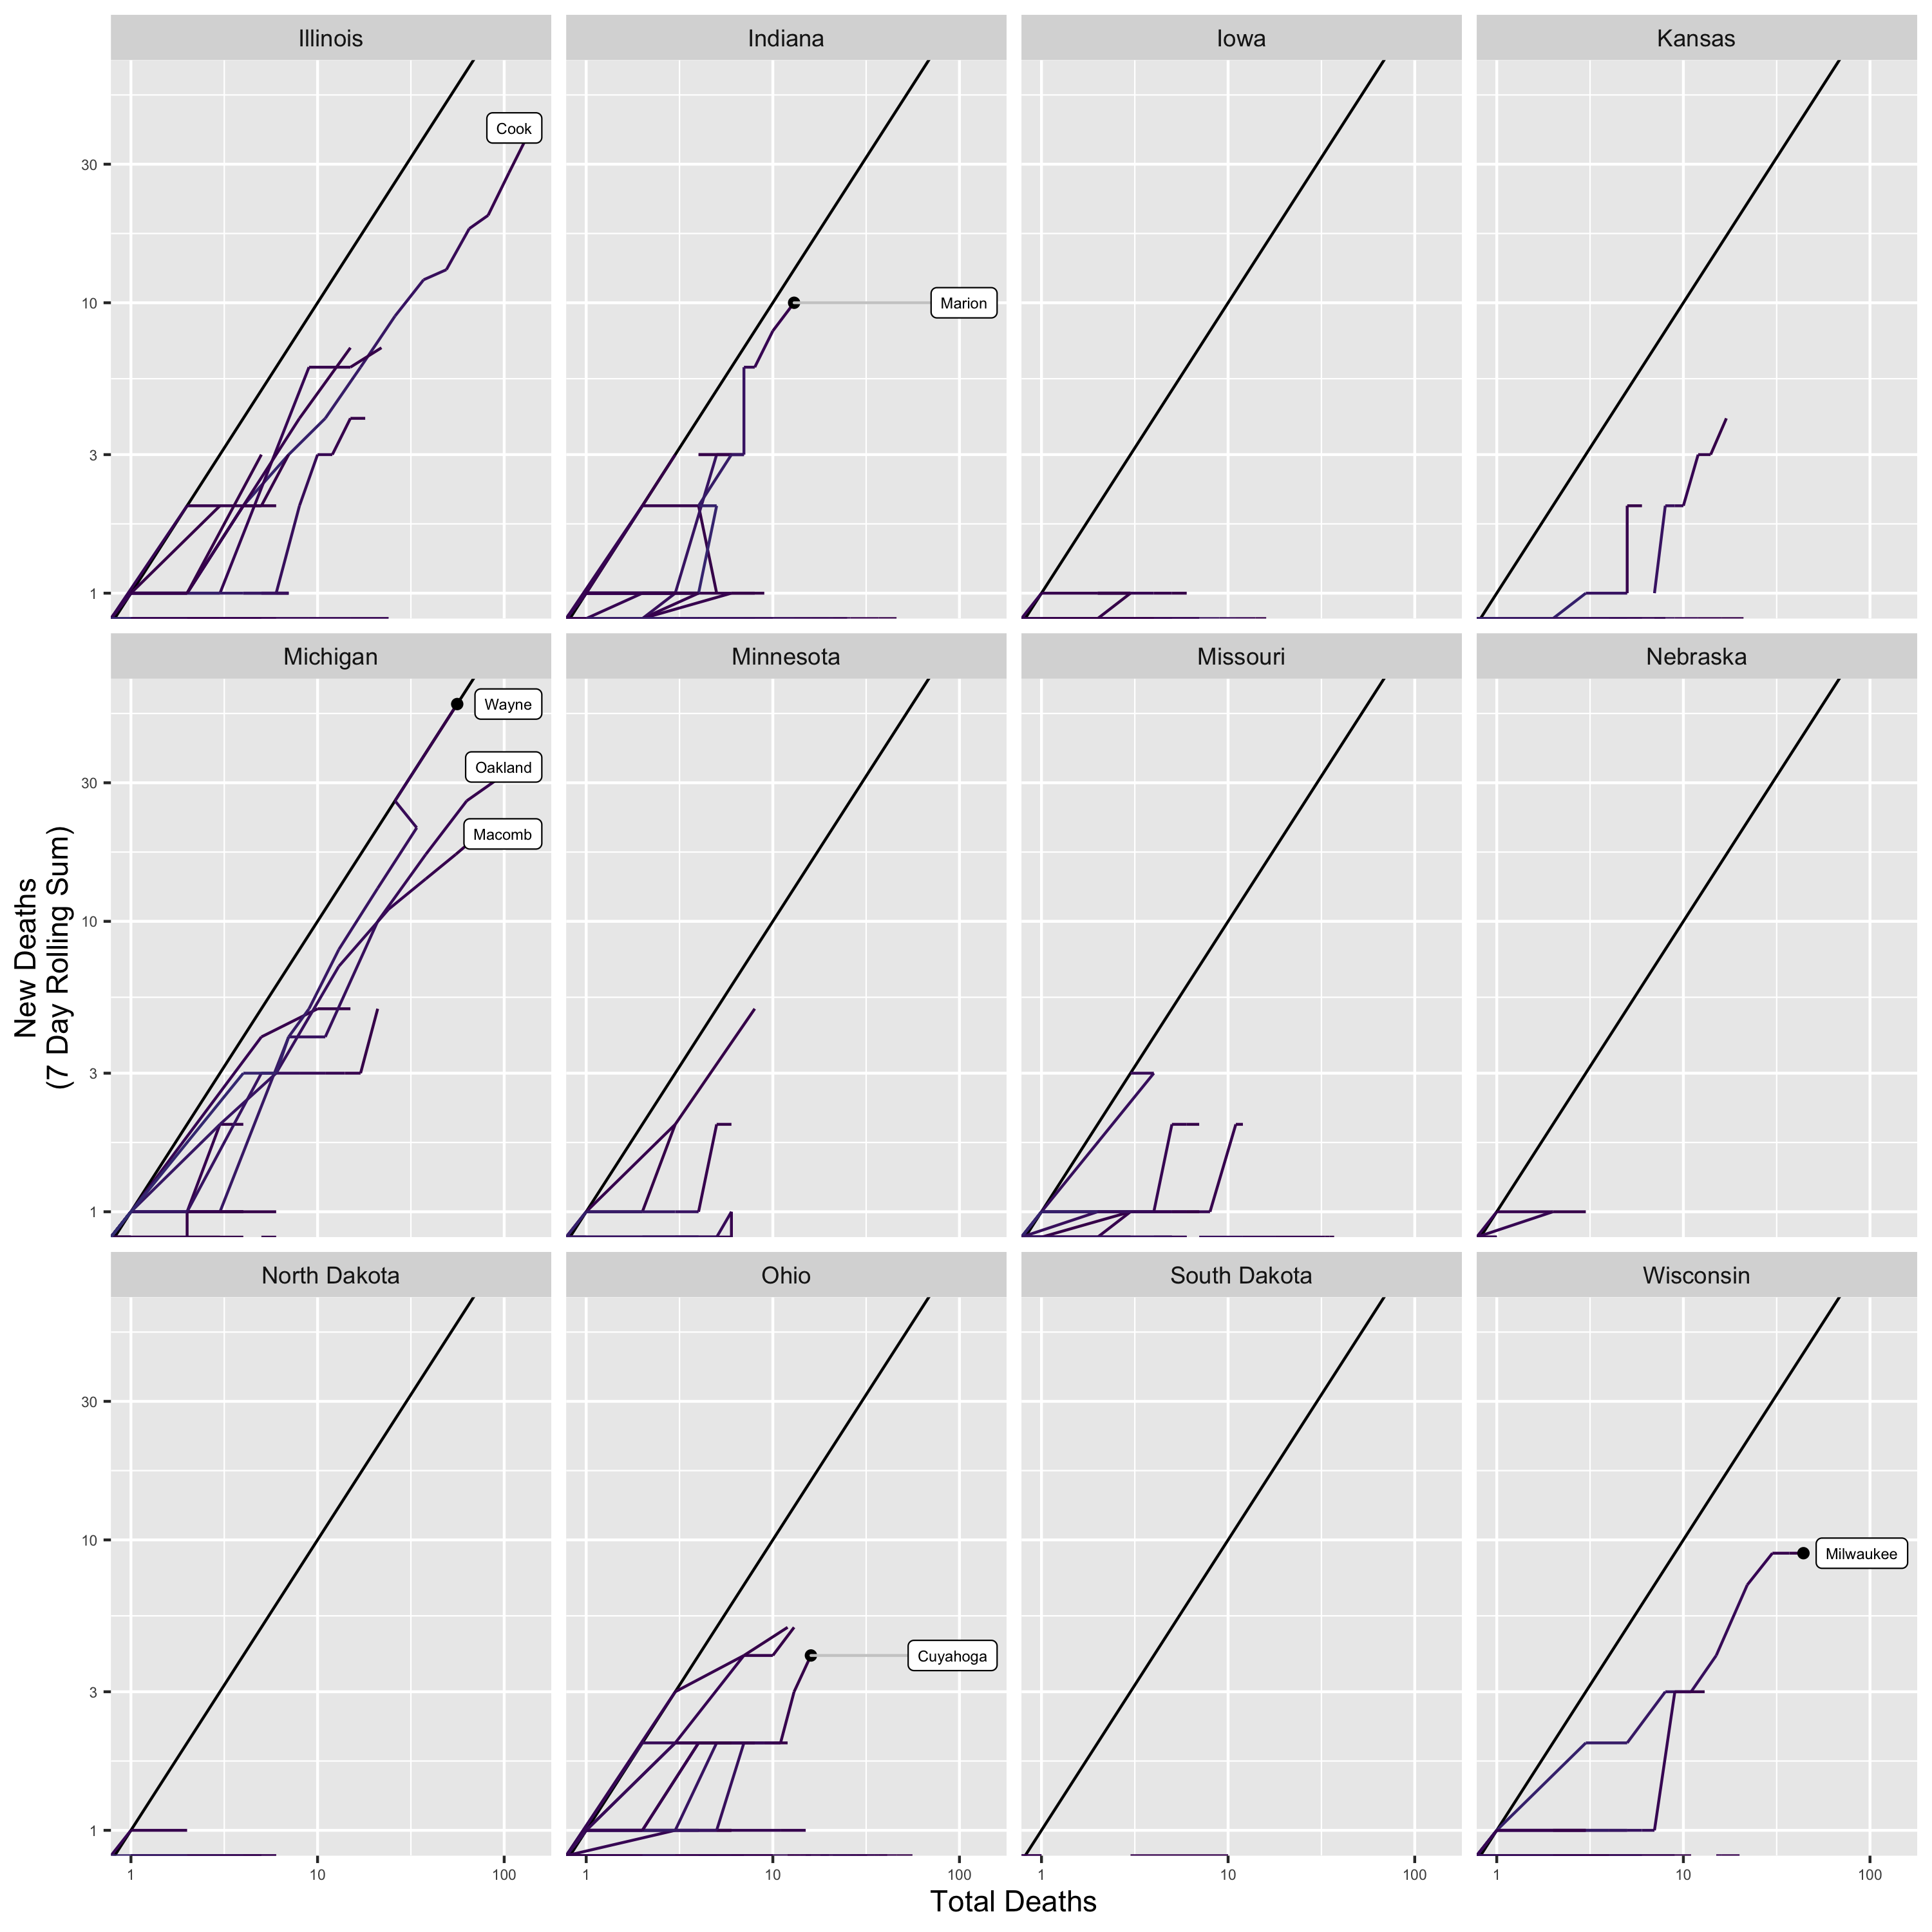 Illinois
Indiana
Iowa
Kansas
Cook
30
Marion
10
3
1
Michigan
Minnesota
Missouri
Nebraska
Wayne
Oakland
30
Macomb
New Deaths
(7 Day Rolling Sum)
10
3
1
North Dakota
Ohio
South Dakota
Wisconsin
30
10
Milwaukee
Cuyahoga
3
1
1 10 100 1 10 100 1 10 100 1 10 100
Total Deaths